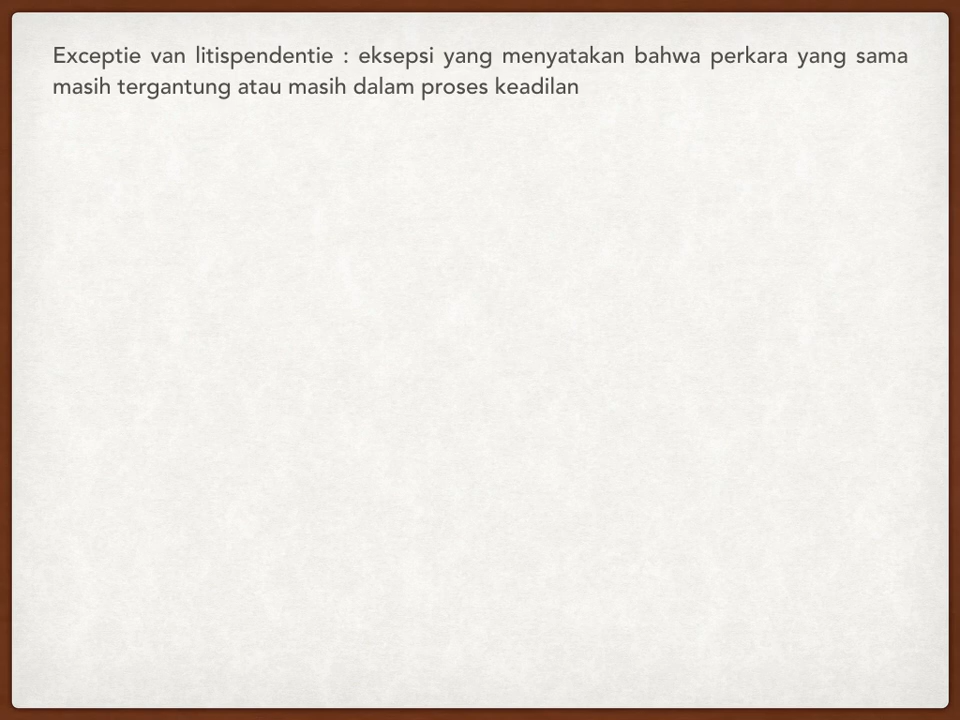 Exceptie van litispendentie : eksepsi yang menyatakan bahwa perkara yang sama
masih tergantung atau masih dalam proses keadilan